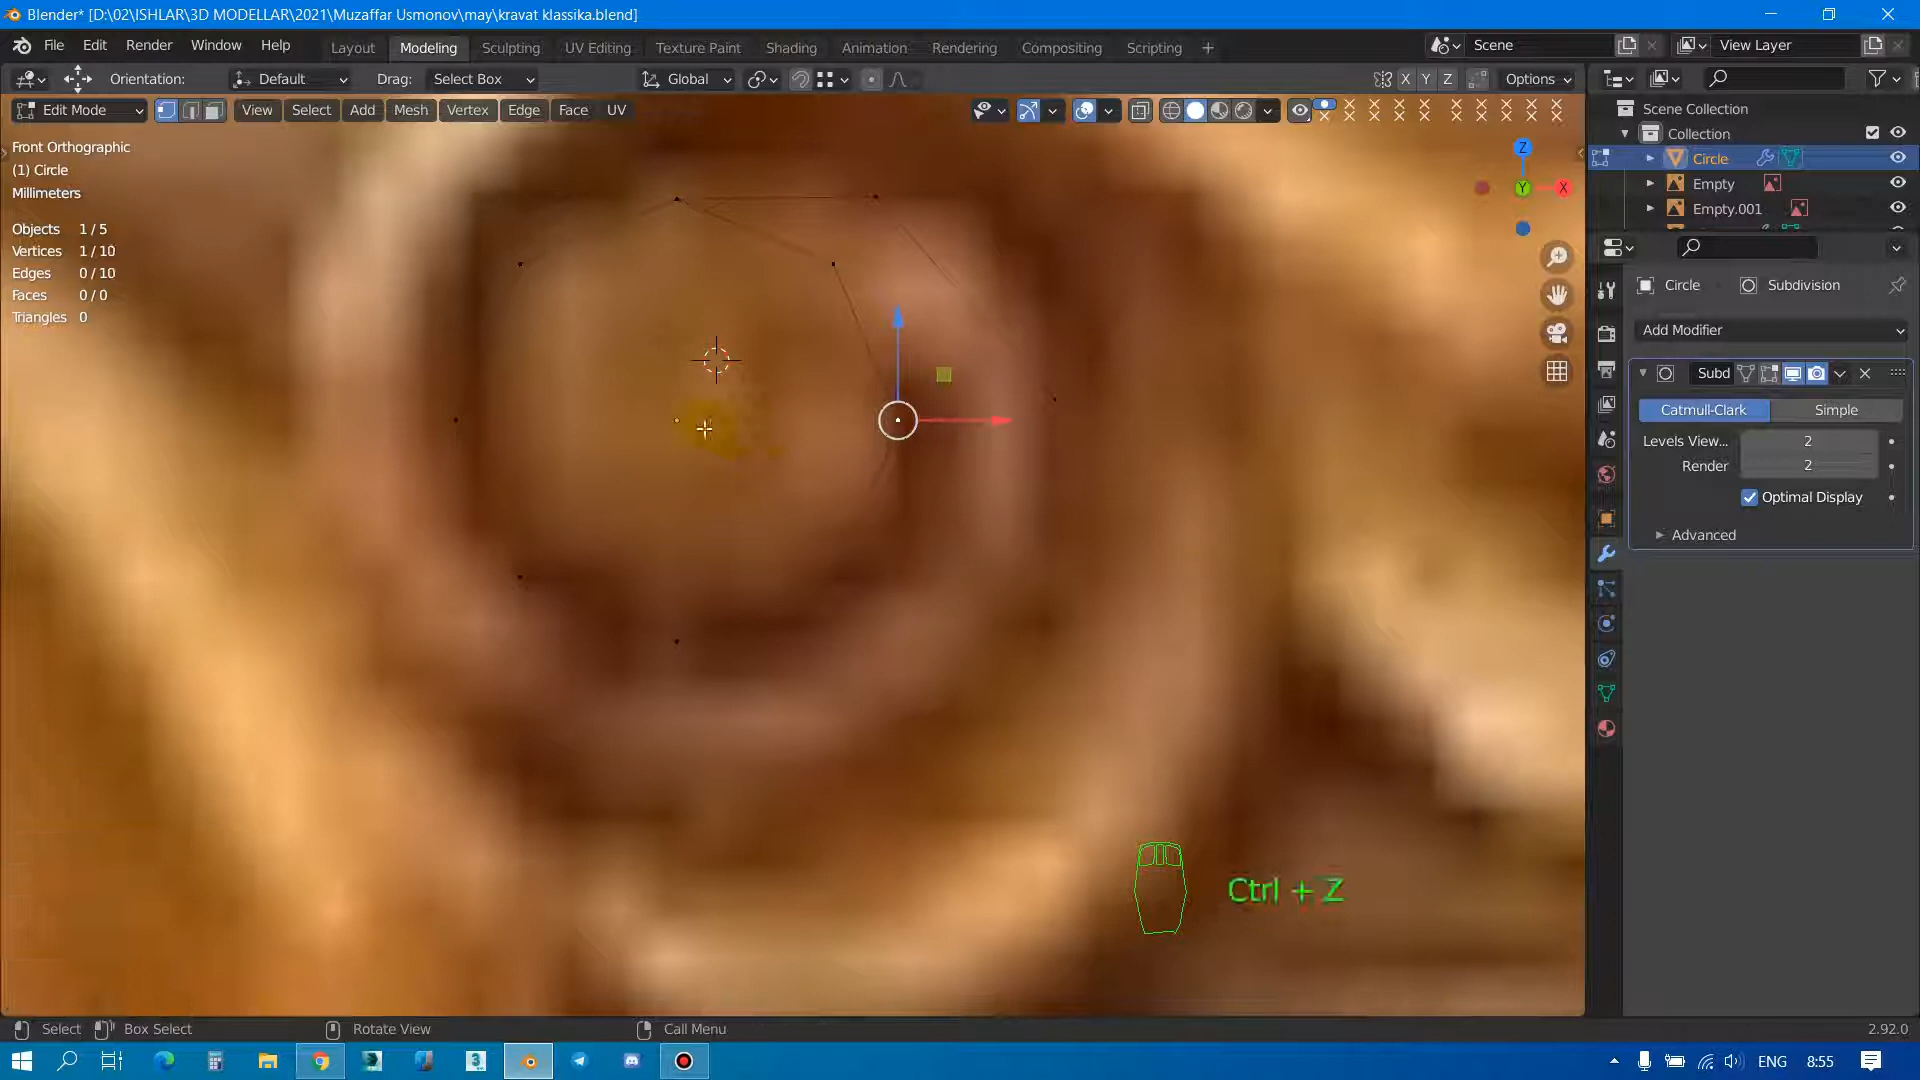 Blender* [D:\02\ISHLAR\3D MODELLAR\2021\Muzaffar Usmonov\may\kravat klassika.blend]
File Edit Render Window Help Layout Modeling Sculpting UV Editing Texture Paint Shading Animation Rendering Compositing Scripting + Scene View Layer
Orientation: Default Drag: Select Box Global X Y Z Options
Edit Mode View Select Add Mesh Vertex Edge Face UV
Scene Collection
Collection
Circle
Empty
Empty.001
Front Orthographic
(1) Circle
Millimeters
Objects 1 / 5
Vertices 1 / 10
Edges 0 / 10
Faces 0 / 0
Triangles 0
Z
Y
X
Circle Subdivision
Add Modifier
Subd
Catmull-Clark Simple
Levels View... 2
Render 2
Optimal Display
Advanced
Ctrl + Z
Select Box Select Rotate View Call Menu 2.92.0
ENG 8:55